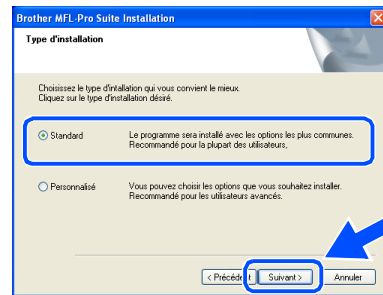 Brother MFL-Pro Suite Installation
Type d'installation
Choisissez le type d'intallation qui vous convient le mieux.
Cliquez sur le type d'installation désiré.
Standard
Le programme sera installé avec les options les plus communes.
Recommandé pour la plupart des utilisateurs,
Personnalisé
Vous pouvez choisir les options que vous souhaitez installer.
Recommandé pour les utilisateurs avancés.
< Précédent
Suivant >
Annuler